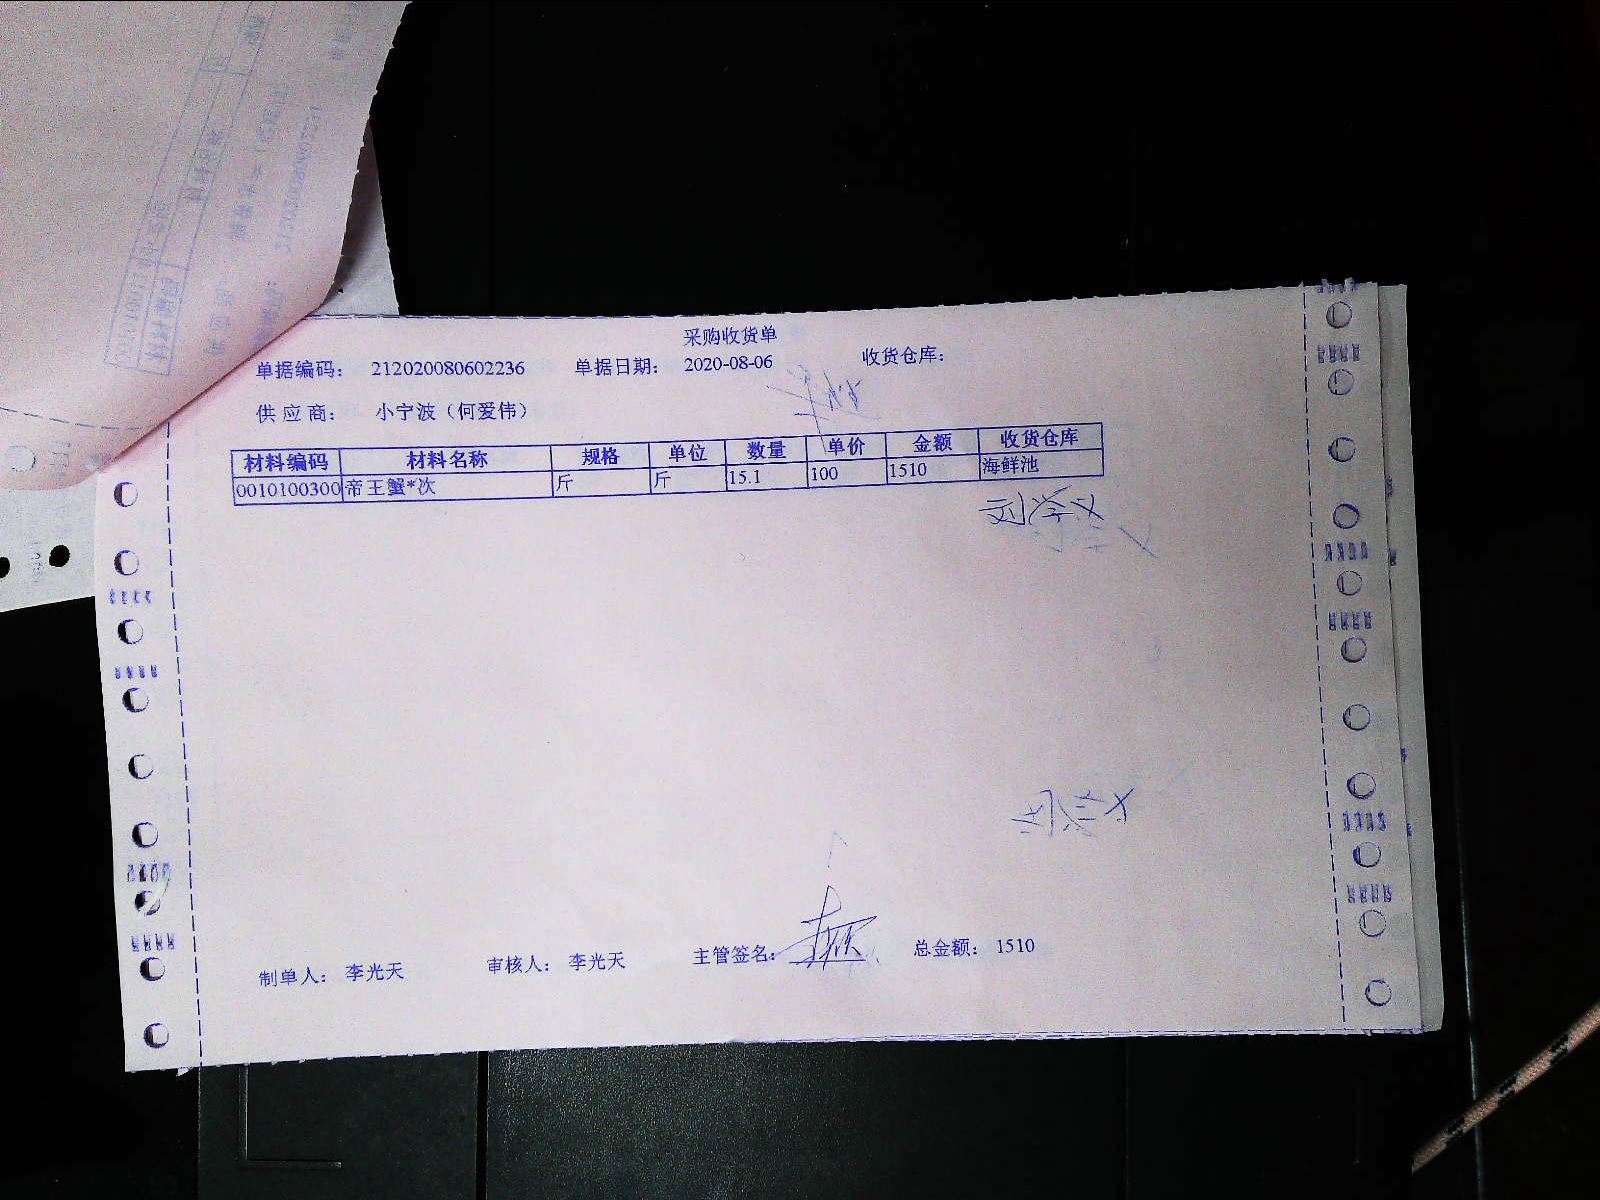 采购收货单
单据编码： 212020080602236 单据日期： 2020-08-06 收货仓库：
供 应 商： 小宁波（何爱伟）
材料编码 材料名称 规格 单位 数量 单价 金额 收货仓库
0010100300 帝王蟹*次 斤 斤 15.1 100 1510 海鲜池
制单人： 李光天 审核人： 李光天 主管签名： 总金额： 1510